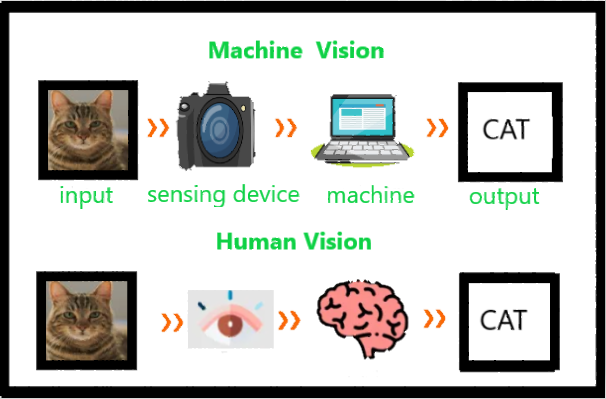 Machine Vision
CAT
input sensing device machine output
Human Vision
CAT